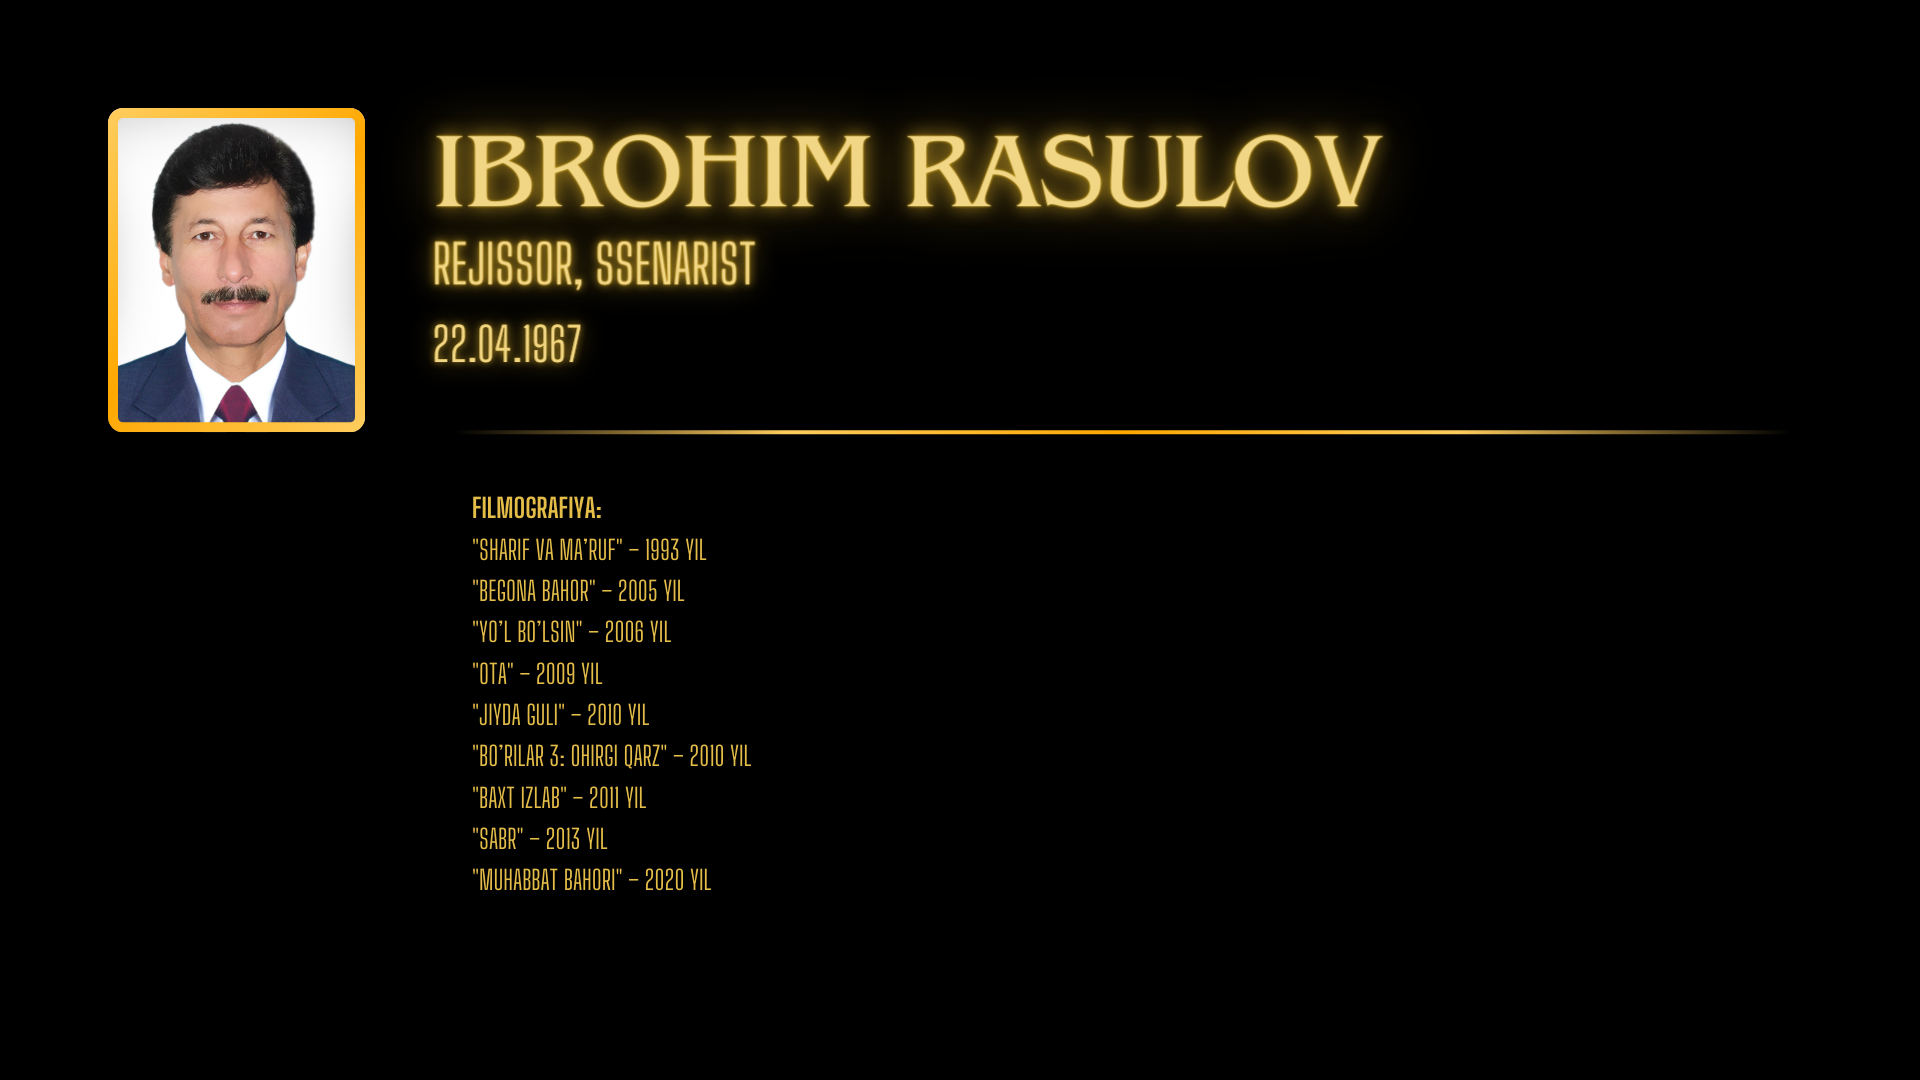 IBROHIM RASULOV
REJISSOR, SSENARIST
22.04.1967
FILMOGRAFIYA:
"SHARIF VA MA’RUF" – 1993 YIL
"BEGONA BAHOR" – 2005 YIL
"YO’L BO’LSIN" – 2006 YIL
"OTA" – 2009 YIL
"JIYDA GULI" – 2010 YIL
"BO’RILAR 3: OHIRGI QARZ" – 2010 YIL
"BAXT IZLAB" – 2011 YIL
"SABR" – 2013 YIL
"MUHABBAT BAHORI" – 2020 YIL